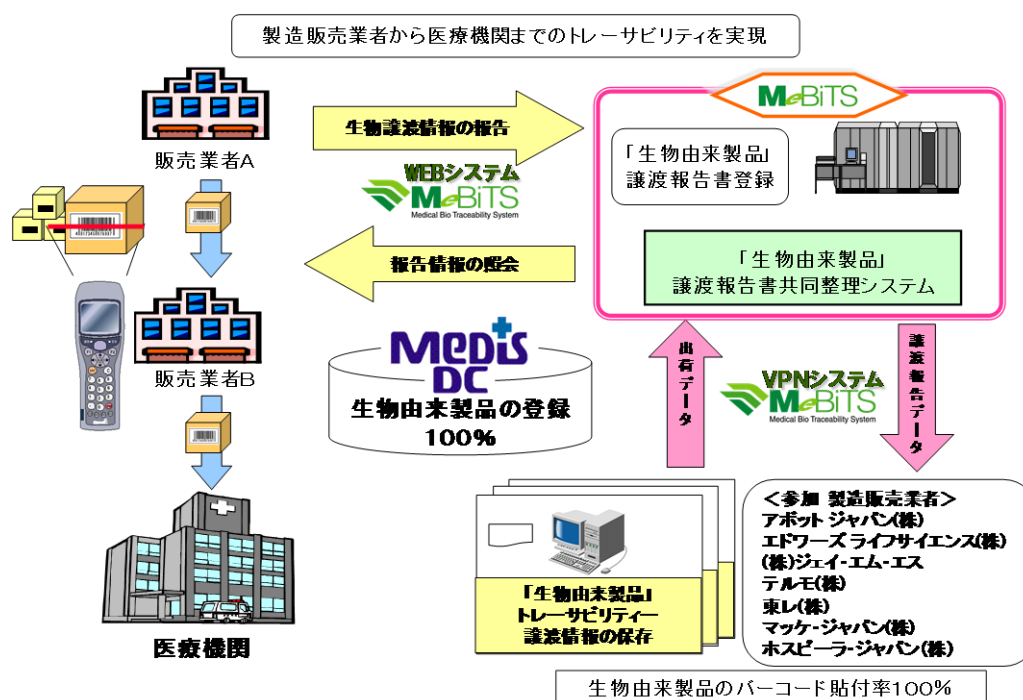 製造販売業者から医療機関までのトレーサビリティを実現
販売業者A
生物譲渡情報の報告
MeBiTS
「生物由来製品」
譲渡報告書登録
WEBシステム
MeBiTS
Medical Bio Traceability System
報告情報の照会
「生物由来製品」
譲渡報告書共同整理システム
販売業者B
MEDIS
DC
生物由来製品の登録
100%
出荷データ
VPNシステム
MeBiTS
Medical Bio Traceability System
譲渡報告データ
医療機関
「生物由来製品」
トレーサビリティー
譲渡情報の保存
<参加 製造販売業者>
アボット ジャパン(株)
エドワーズ ライフサイエンス(株)
(株)ジェイ-エム-エス
テルモ(株)
東レ(株)
マッケ-ジャパン(株)
ホスピーラ-ジャパン(株)
生物由来製品のバーコード貼付率100%